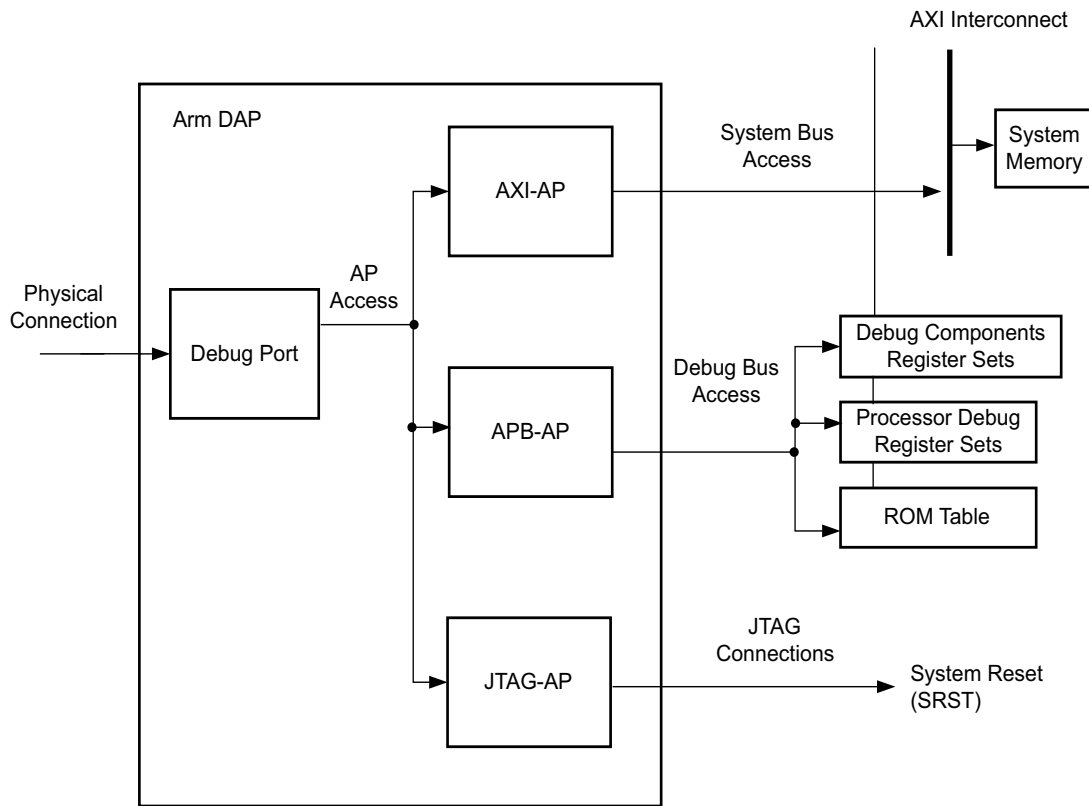 AXI Interconnect
Arm DAP
System Bus
Access
System
Memory
AXI-AP
AP
Access
Physical
Connection
Debug Port
Debug Bus
Access
Debug Components
Register Sets
APB-AP
Processor Debug
Register Sets
ROM Table
JTAG
Connections
JTAG-AP
System Reset
(SRST)